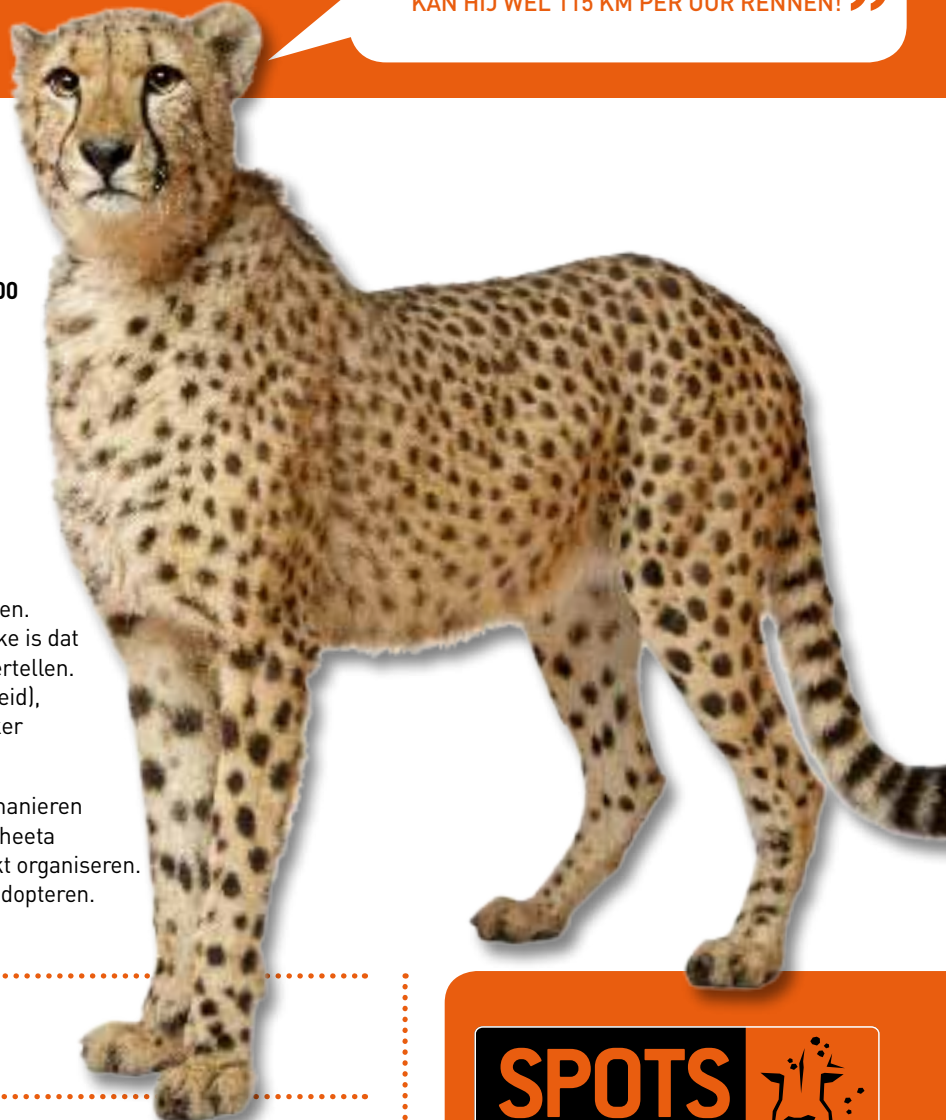 KAN HIJ WEL 115 KM PER UUR RENNEN! ”
00
en.
ke is dat
ertellen.
eid),
ker
manieren
heeta
kt organiseren.
dopteren.
SPOTS